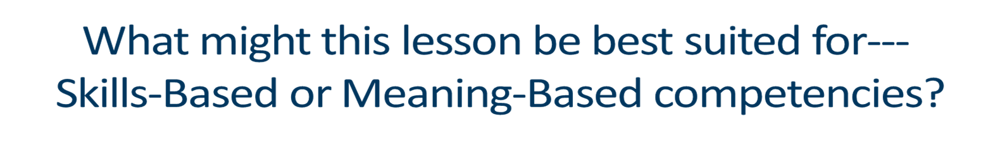 What might this lesson be best suited for---
Skills-Based or Meaning-Based competencies?